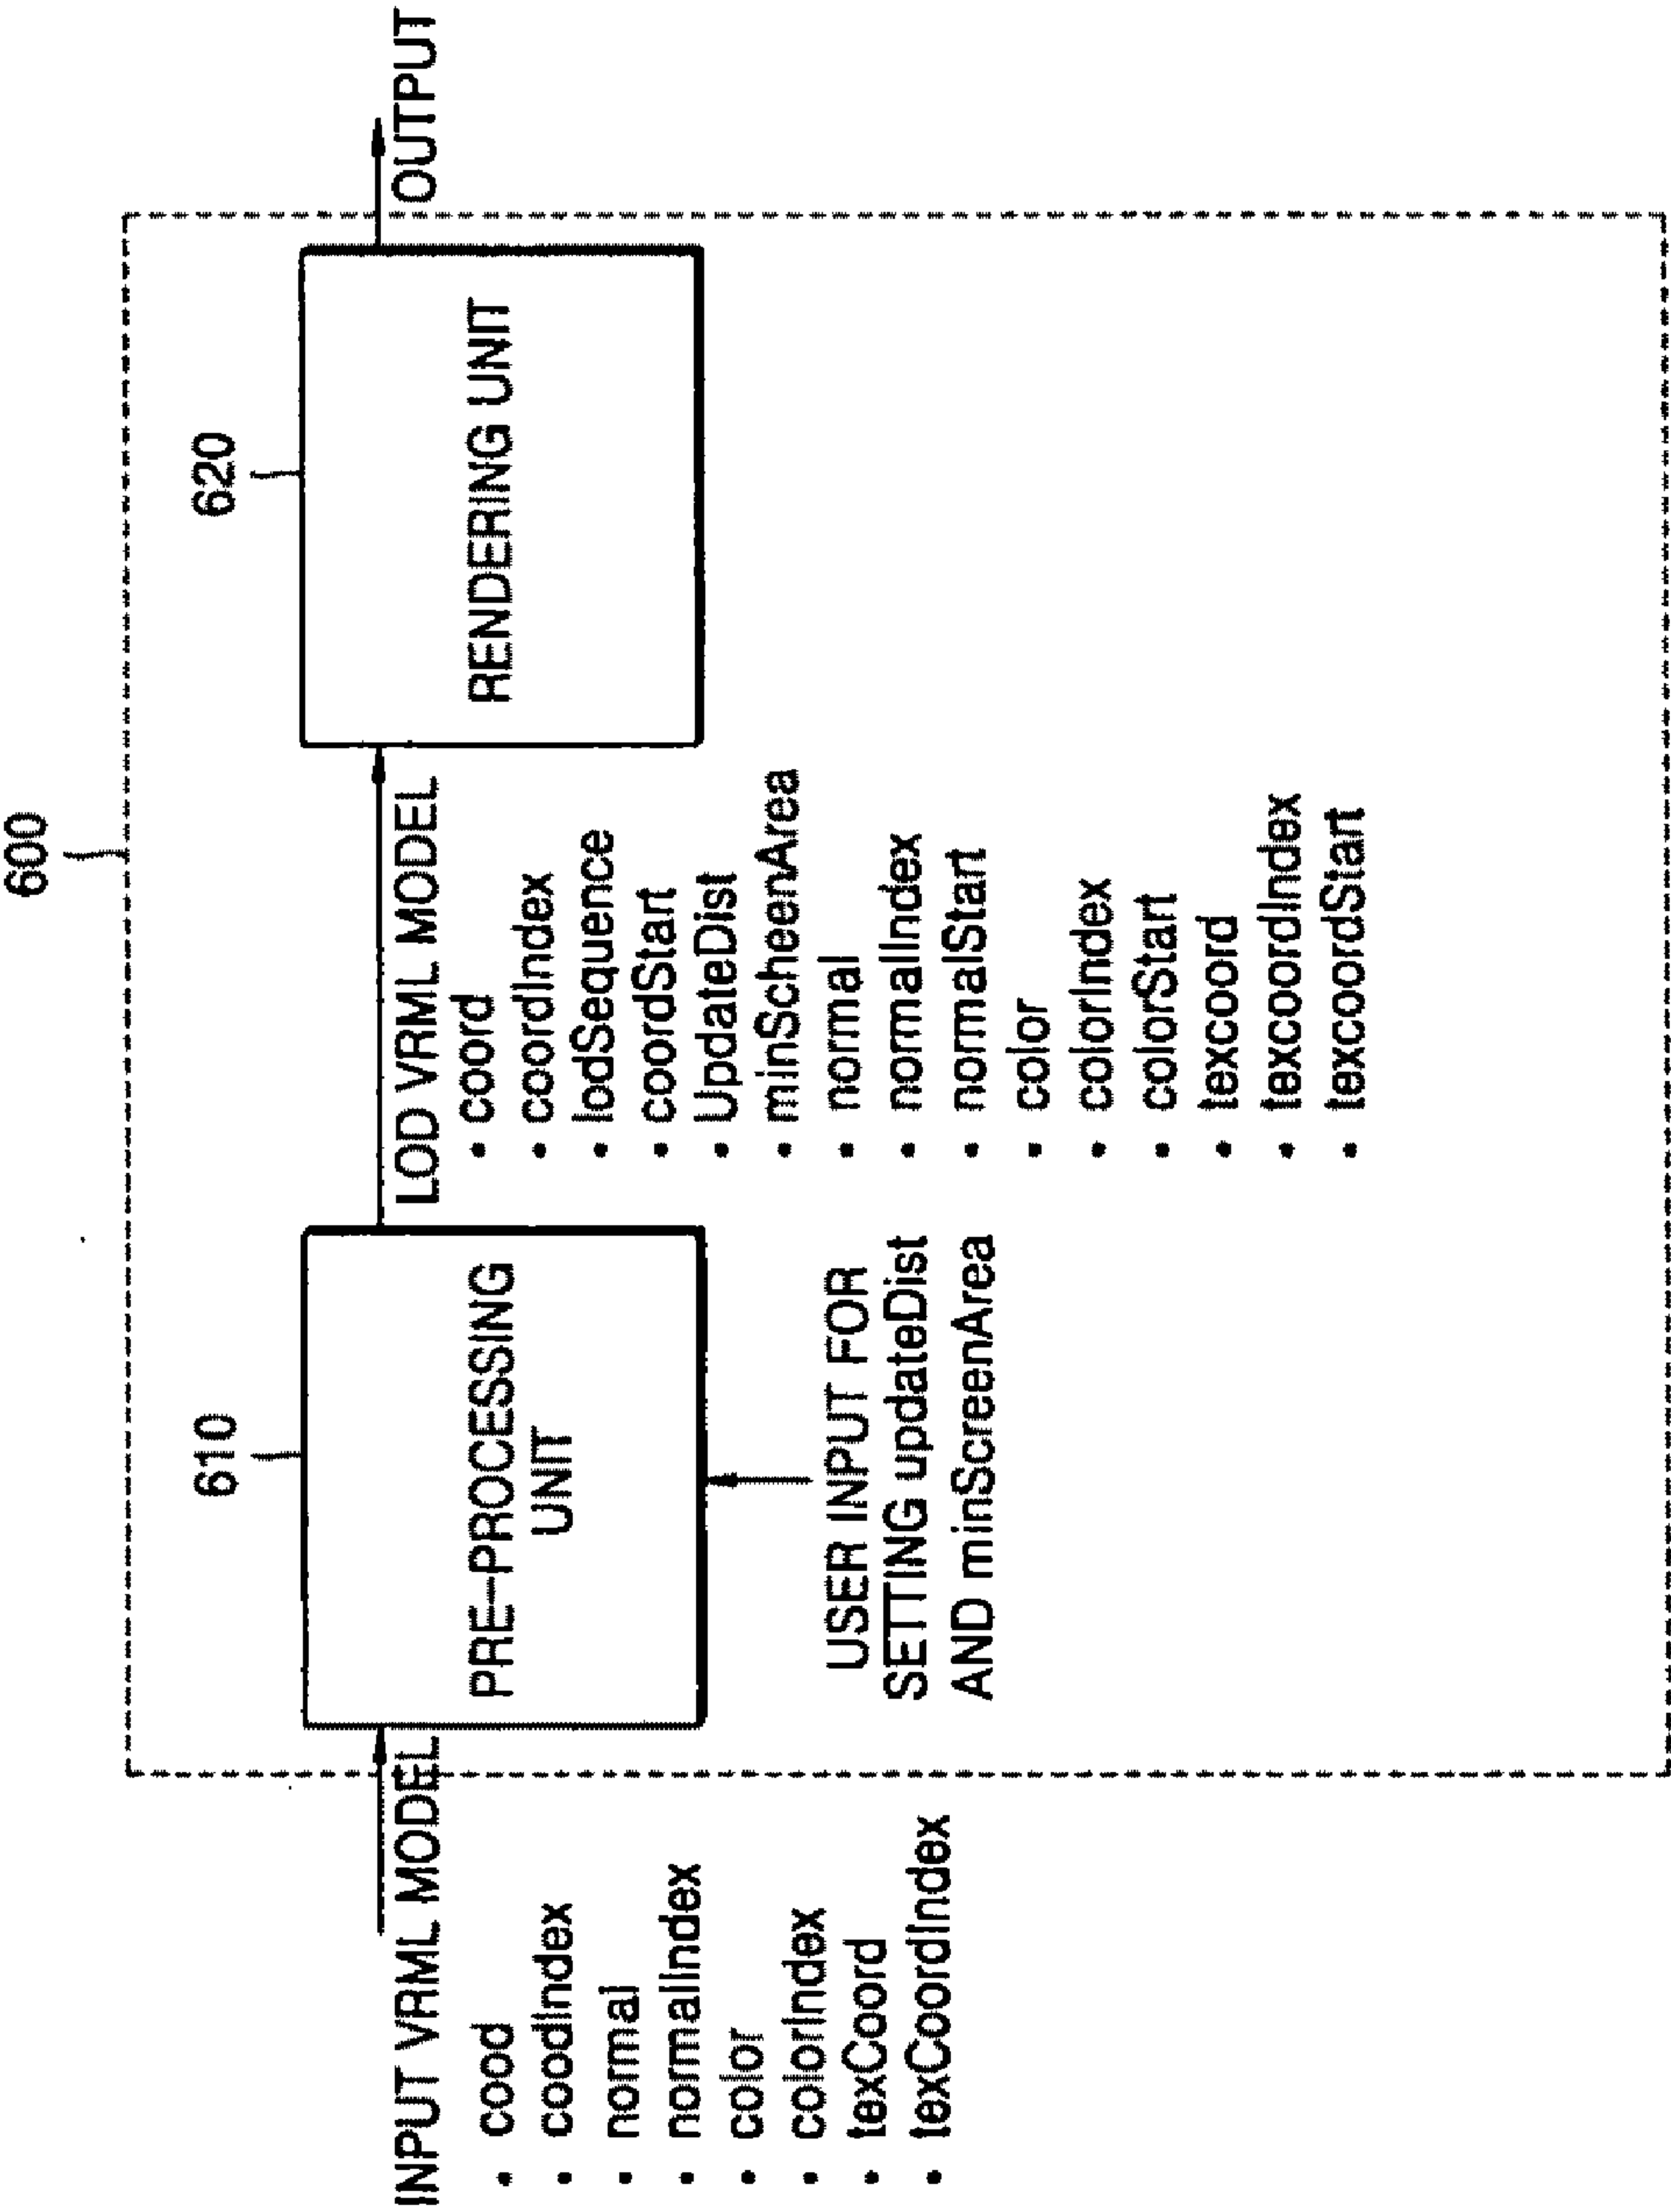 600
INPUT VRML MODEL
• cood
• coodIndex
• normal
• normalIndex
• color
• colorIndex
• texCoord
• texCoordIndex
610
PRE-PROCESSING
UNIT
USER INPUT FOR
SETTING updateDist
AND minScreenArea
LOD VRML MODEL
• coord
• coordIndex
• lodSequence
• coordStart
• UpdateDist
• minScheenArea
• normal
• normalIndex
• normalStart
• color
• colorIndex
• colorStart
• texcoord
• texcoordIndex
• texcoordStart
620
RENDERING UNIT
OUTPUT